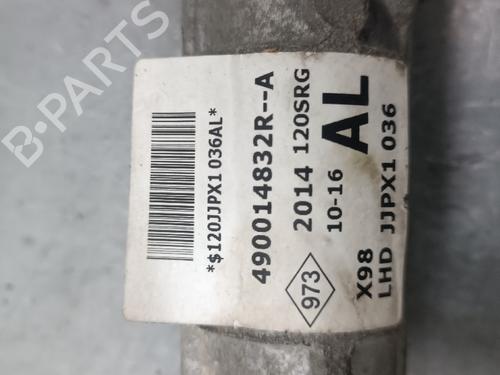 *$120JJPX1 036AL*
490014832R--A
2014 120SRG
10-16 AL
973
X98
LHD JJPX1 036
B-PARTS